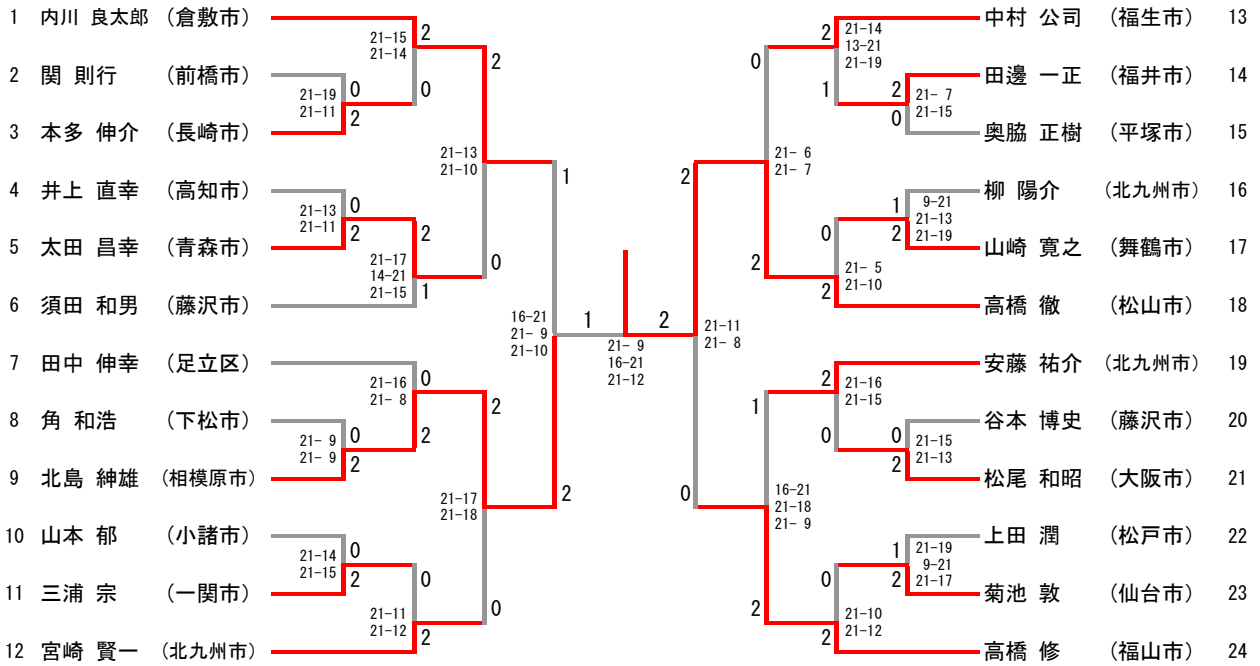 1 内川 良太郎 (倉敷市)
2 関 則行 (前橋市)
3 本多 伸介 (長崎市)
4 井上 直幸 (高知市)
5 太田 昌幸 (青森市)
6 須田 和男 (藤沢市)
7 田中 伸幸 (足立区)
8 角 和浩 (下松市)
9 北島 紳雄 (相模原市)
10 山本 郁 (小諸市)
11 三浦 宗 (一関市)
12 宮崎 賢一 (北九州市)
21-15 2
21-14
0
21-19 0
21-11 2
2
21-13
21-10
0
21-13 0
21-11 2
2
21-17
14-21
21-15 1
1
16-21
21- 9
21-10
2
21-16 0
21- 8
2
21- 9 0
21- 9 2
2
21-17
21-18
0
21-14 0
21-15 2
0
21-11
21-12 2
1 2
21- 9
16-21
21-12
2
21-11
21- 8
0
0
21- 6
21- 7
2
2 21-14
13-21
21-19
1
2 21- 7
21-15
0
1 9-21
21-13
2 21-19
0
21- 5
21-10
2
1
16-21
21-18
21- 9
2
2 21-16
21-15
0
0 21-15
21-13
2
1 21-19
9-21
2 21-17
0
21-10
21-12
2
中村 公司 (福生市) 13
田邊 一正 (福井市) 14
奥脇 正樹 (平塚市) 15
柳 陽介 (北九州市) 16
山崎 寛之 (舞鶴市) 17
高橋 徹 (松山市) 18
安藤 祐介 (北九州市) 19
谷本 博史 (藤沢市) 20
松尾 和昭 (大阪市) 21
上田 潤 (松戸市) 22
菊池 敦 (仙台市) 23
高橋 修 (福山市) 24